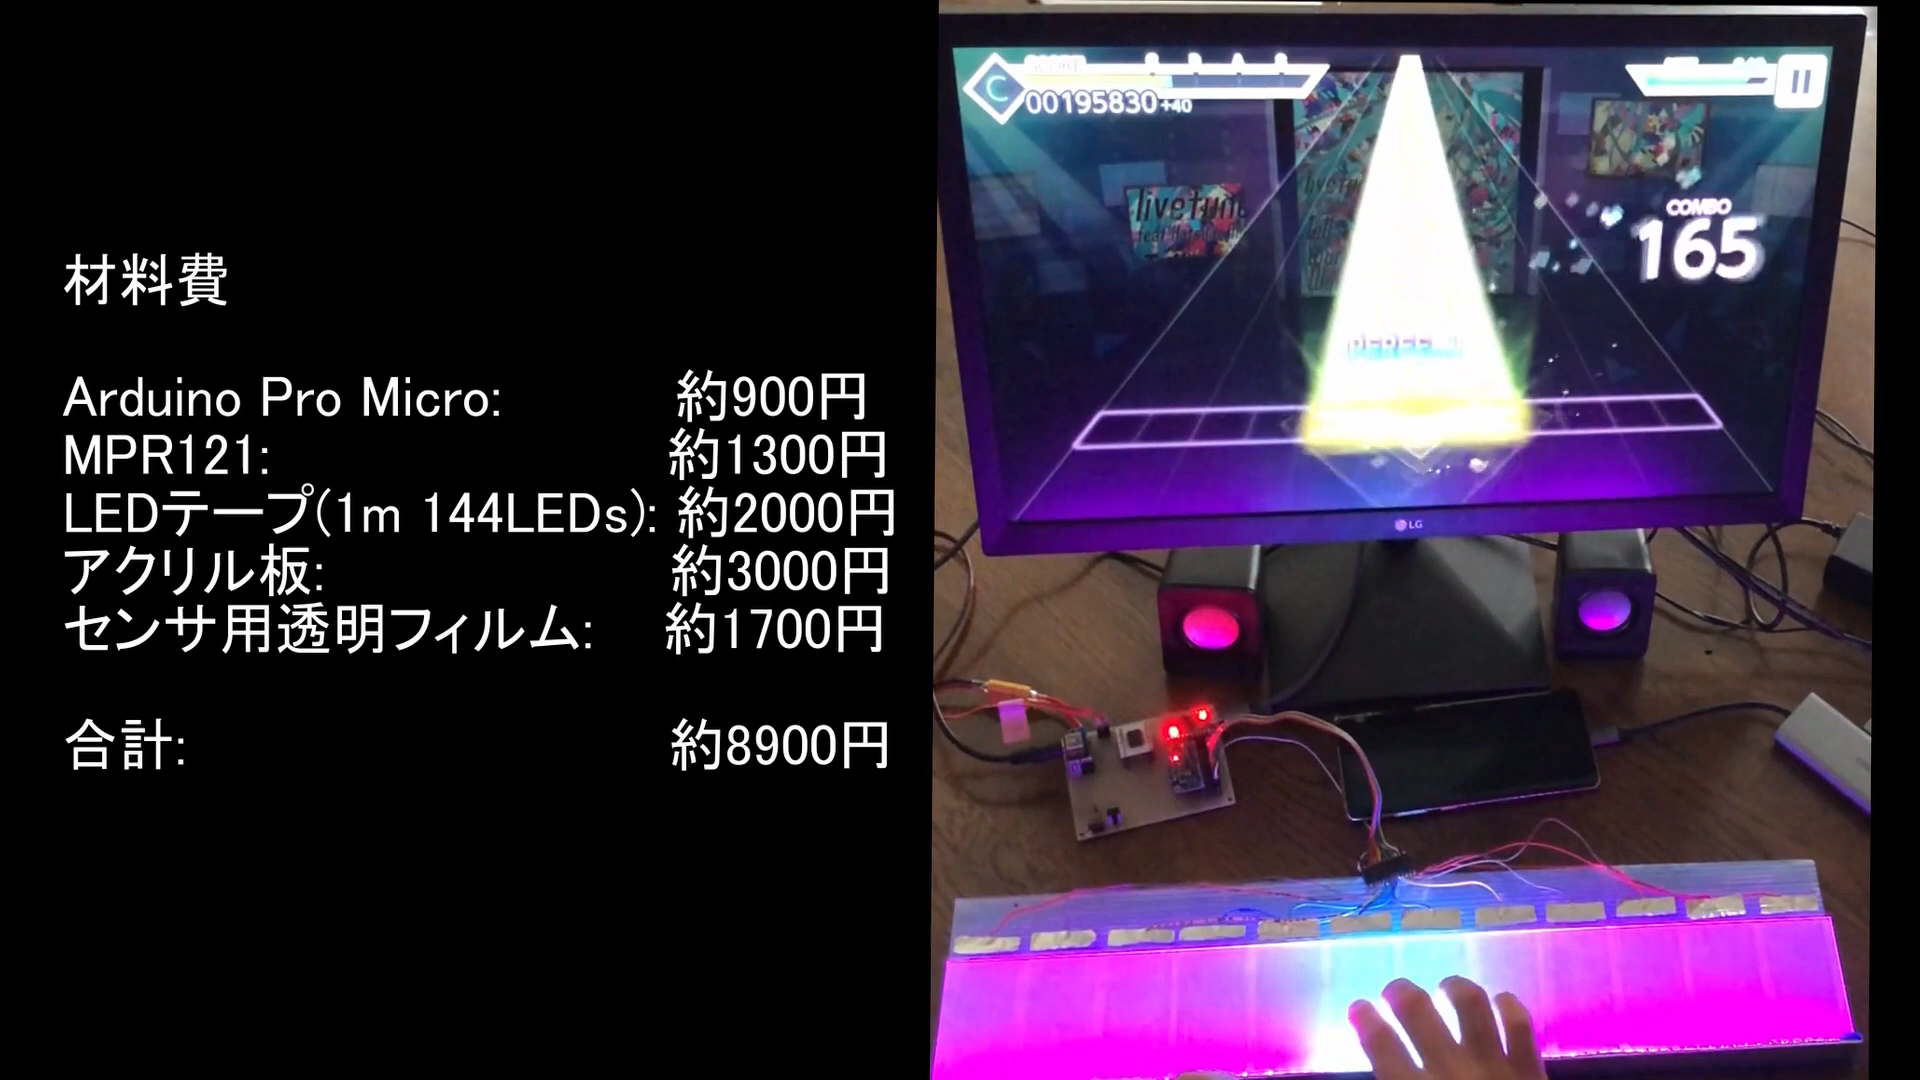 材料費
Arduino Pro Micro: 約900円
MPR121: 約1300円
LEDテープ(1m 144LEDs): 約2000円
アクリル板: 約3000円
センサ用透明フィルム: 約1700円
合計: 約8900円
C
SCORE
C B A S
00195830+40
COMBO
165
livetune
LG